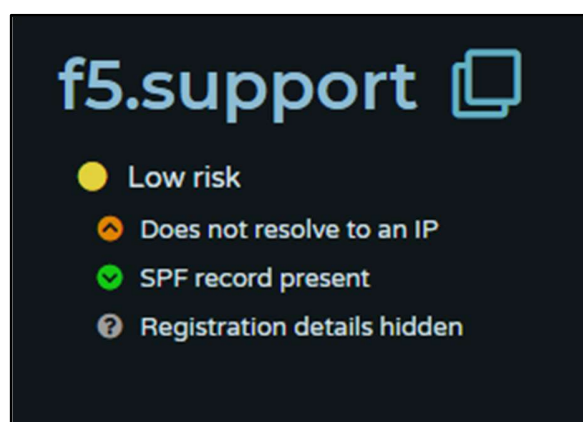 f5.support
Low risk
Does not resolve to an IP
SPF record present
Registration details hidden